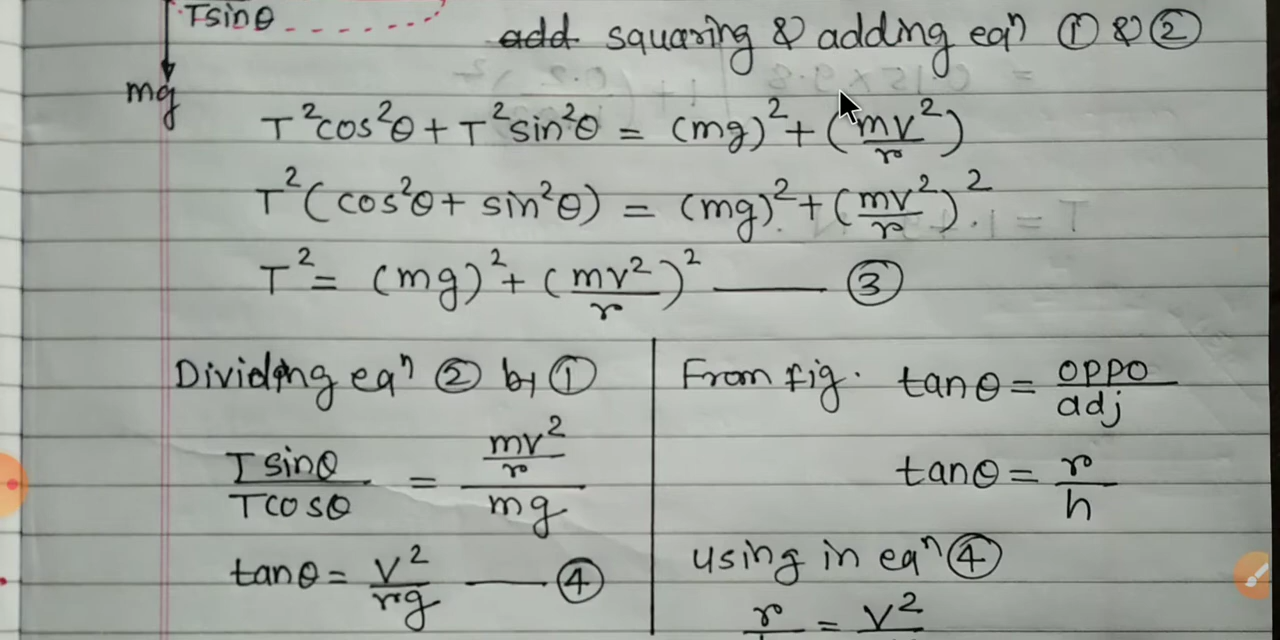 Tsinθ
mg
add squaring & adding eqⁿ ① & ②
T²cos²θ + T²sin²θ = (mg)² + (mv²/r)
T²(cos²θ + sin²θ) = (mg)² + (mv²/r)²
T² = (mg)² + (mv²/r)² —— ③
Dividing eqⁿ ② by ①
Tsinθ/Tcosθ = (mv²/r)/mg
tanθ = v²/rg —— ④
From fig. tanθ = oppo/adj
tanθ = r/h
using in eqⁿ ④
r/ = v²/